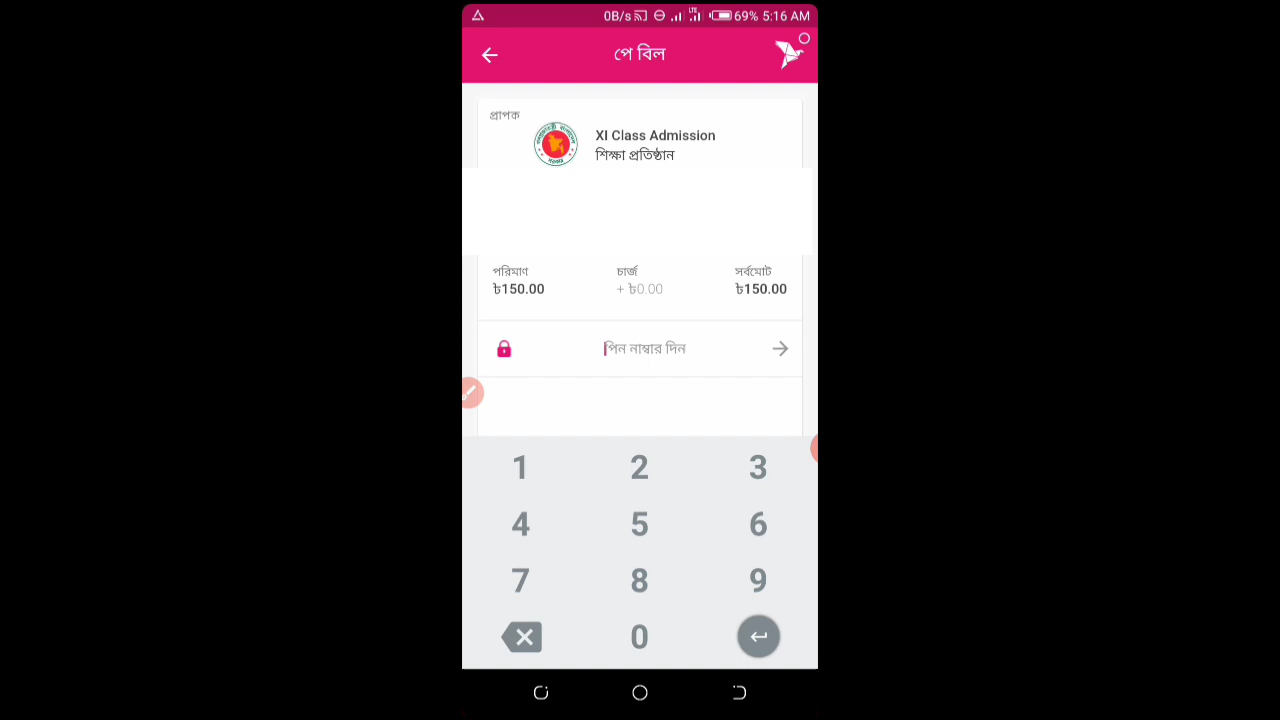 0B/s LTE 69% 5:16 AM
পে বিল
প্রাপক
XI Class Admission
শিক্ষা প্রতিষ্ঠান
পরিমাণ চার্জ সর্বমোট
৳150.00 + ৳0.00 ৳150.00
পিন নাম্বার দিন
1 2 3
4 5 6
7 8 9
0